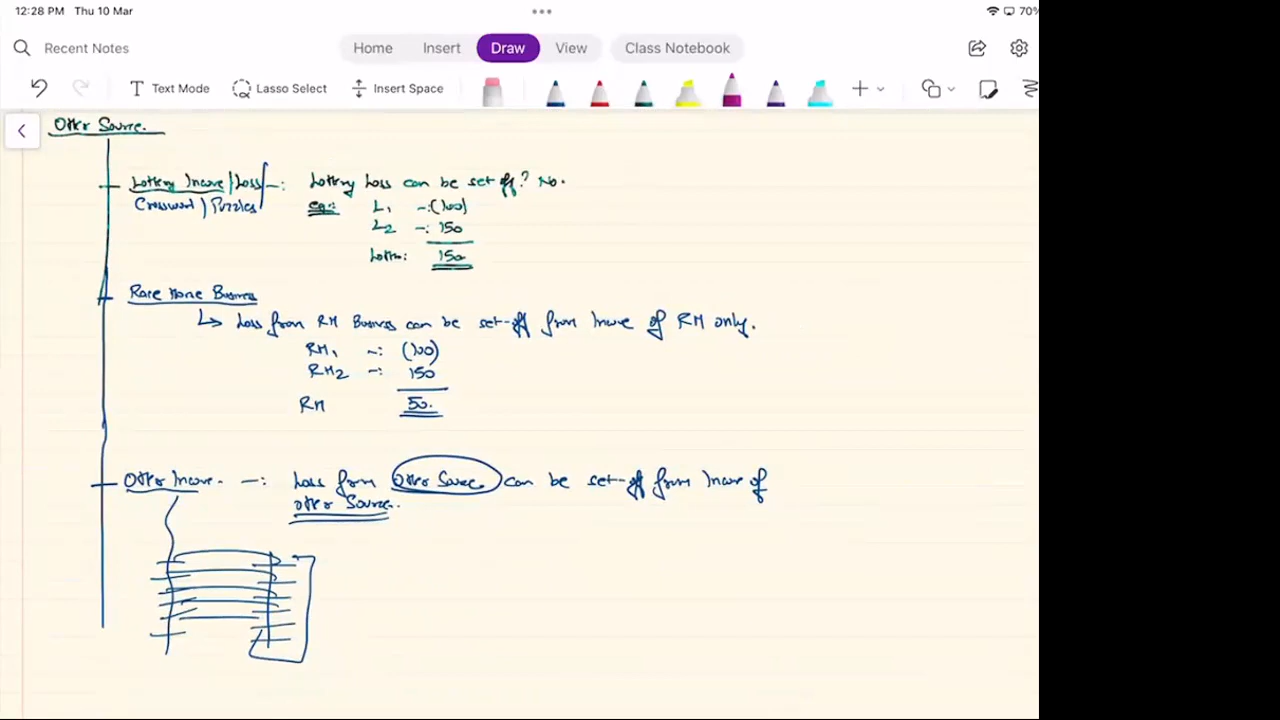 12:28 PM Thu 10 Mar
70%
Recent Notes
Home Insert Draw View Class Notebook
Text Mode Lasso Select Insert Space
Other Source.
Lottery Income / Loss -: Lottery Loss can be set off? No.
Crossword / Puzzles
eg:- L1 -: (100)
L2 -: 150
Lotto: 150
Race Horse Business
↳ Loss from RH Business can be set-off from Income of RH only.
RH1 -: (100)
RH2 -: 150
RH 50.
Other Income. -: Loss from Other Source can be set-off from Income of
Other Source.